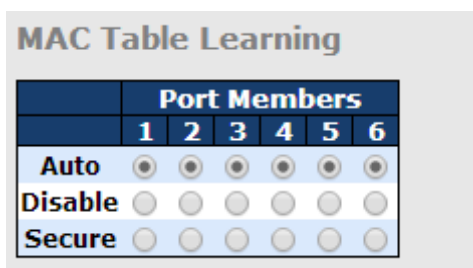 MAC Table Learning
Port Members
1 2 3 4 5 6
Auto
Disable
Secure